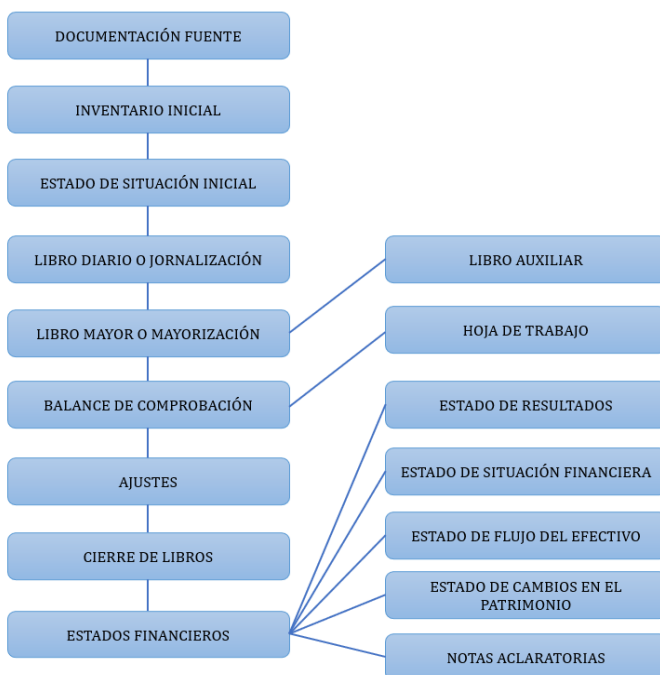 DOCUMENTACIÓN FUENTE
INVENTARIO INICIAL
ESTADO DE SITUACIÓN INICIAL
LIBRO DIARIO O JORNALIZACIÓN
LIBRO AUXILIAR
LIBRO MAYOR O MAYORIZACIÓN
HOJA DE TRABAJO
BALANCE DE COMPROBACIÓN
ESTADO DE RESULTADOS
AJUSTES
ESTADO DE SITUACIÓN FINANCIERA
CIERRE DE LIBROS
ESTADO DE FLUJO DEL EFECTIVO
ESTADOS FINANCIEROS
ESTADO DE CAMBIOS EN EL
PATRIMONIO
NOTAS ACLARATORIAS